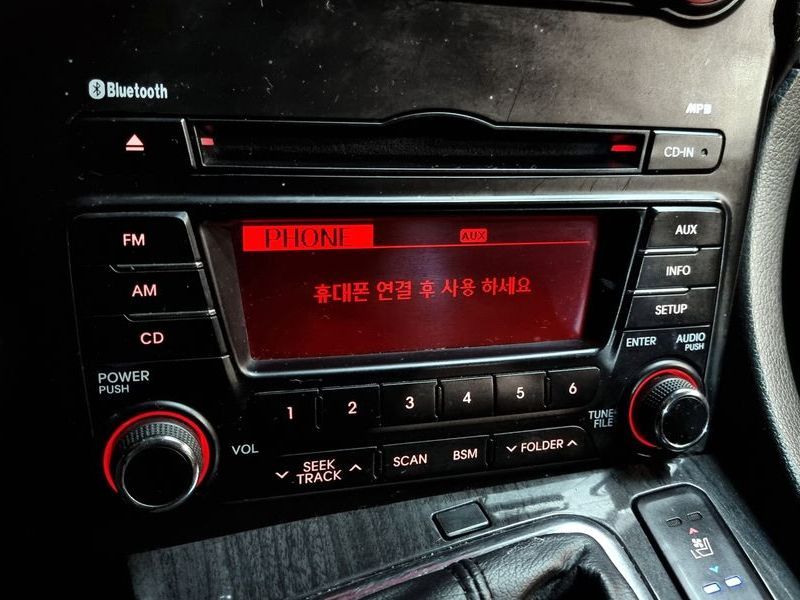 Bluetooth
MP3
CD-IN
FM
PHONE
AUX
AUX
AM
휴대폰 연결 후 사용 하세요
INFO
CD
SETUP
ENTER
AUDIO
PUSH
POWER
PUSH
1 2 3 4 5 6
TUNE
FILE
VOL
SEEK
TRACK
SCAN
BSM
FOLDER